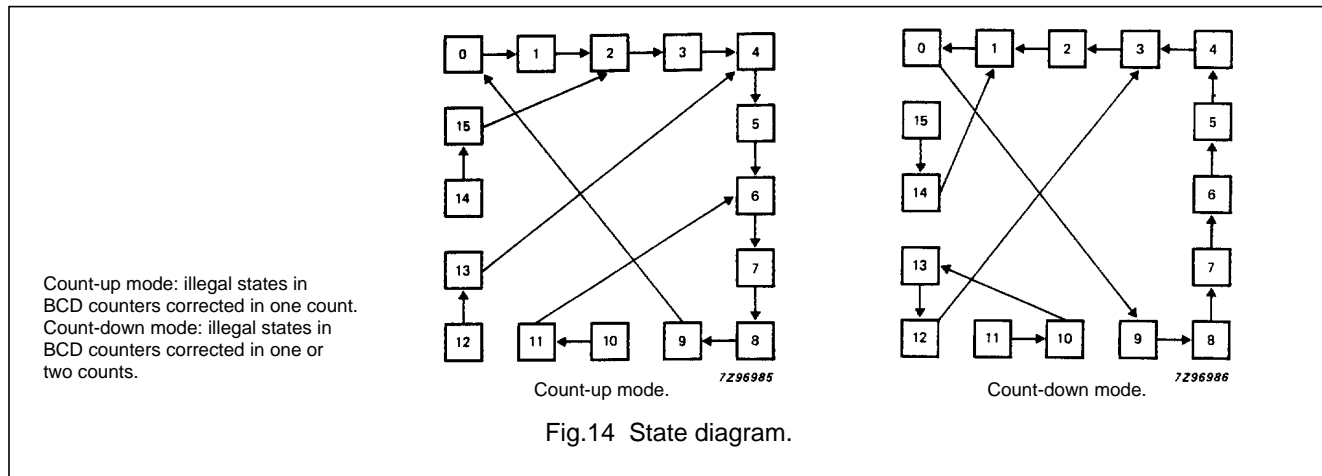 0 1 2 3 4
15 5
14 6
13 7
12 11 10 9 8
7Z96985
Count-up mode.
0 1 2 3 4
15 5
14 6
13 7
12 11 10 9 8
7Z96986
Count-down mode.
Count-up mode: illegal states in
BCD counters corrected in one count.
Count-down mode: illegal states in
BCD counters corrected in one or
two counts.
Fig.14 State diagram.